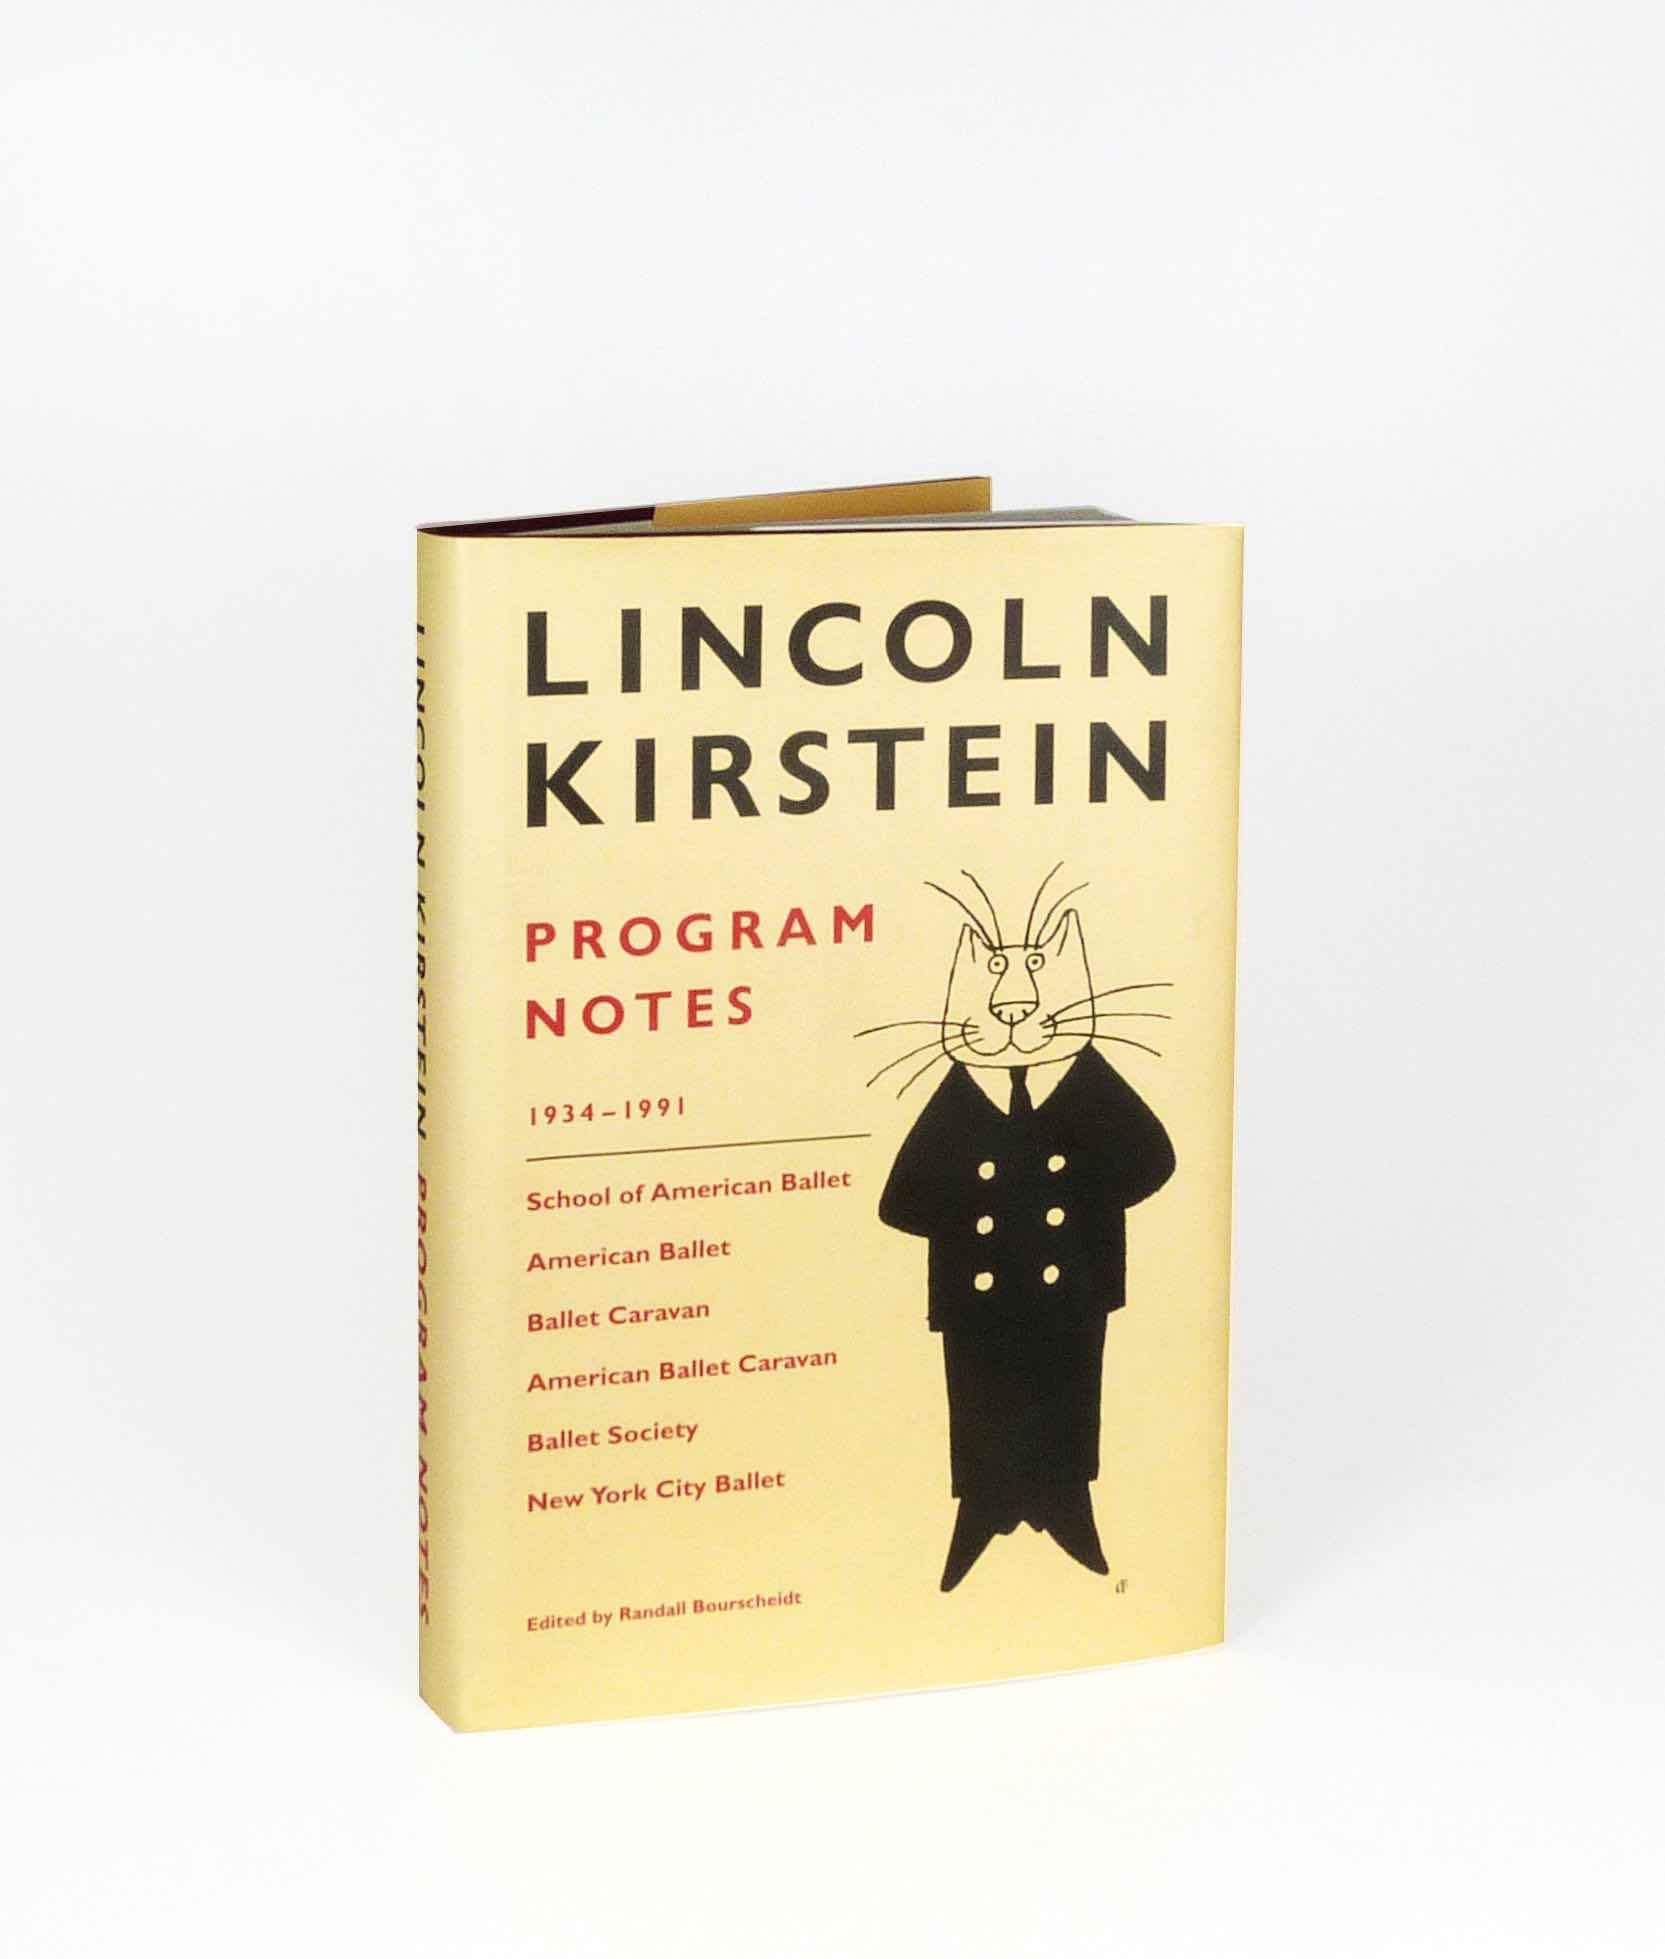 LINCOLN
KIRSTEIN
PROGRAM
NOTES
1934–1991
School of American Ballet
American Ballet
Ballet Caravan
American Ballet Caravan
Ballet Society
New York City Ballet
Edited by Randall Bourscheidt
LINCOLN KIRSTEIN PROGRAM NOTES